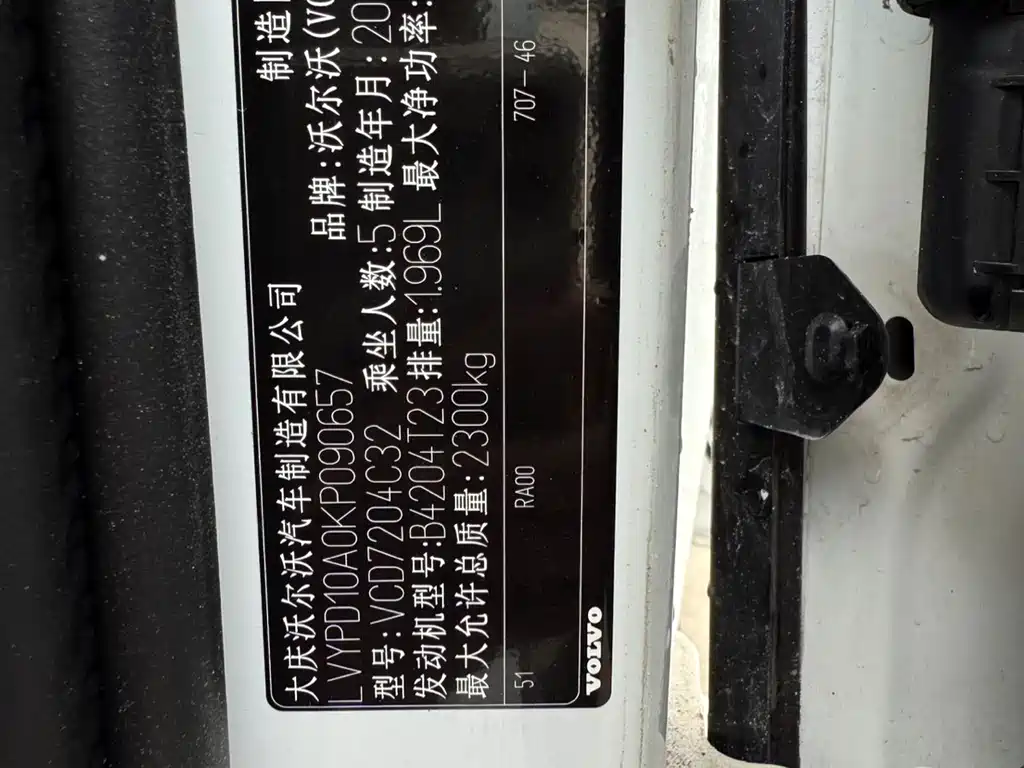 大庆沃尔沃汽车制造有限公司 制造
LVYPD10A0KP090657 品牌:沃尔沃(VO
型号:VCD7204C32 乘坐人数:5 制造年月:20
发动机型号:B4204T23 排量:1.969L 最大净功率:
最大允许总质量:2300kg
51 RA00 707-46
VOLVO